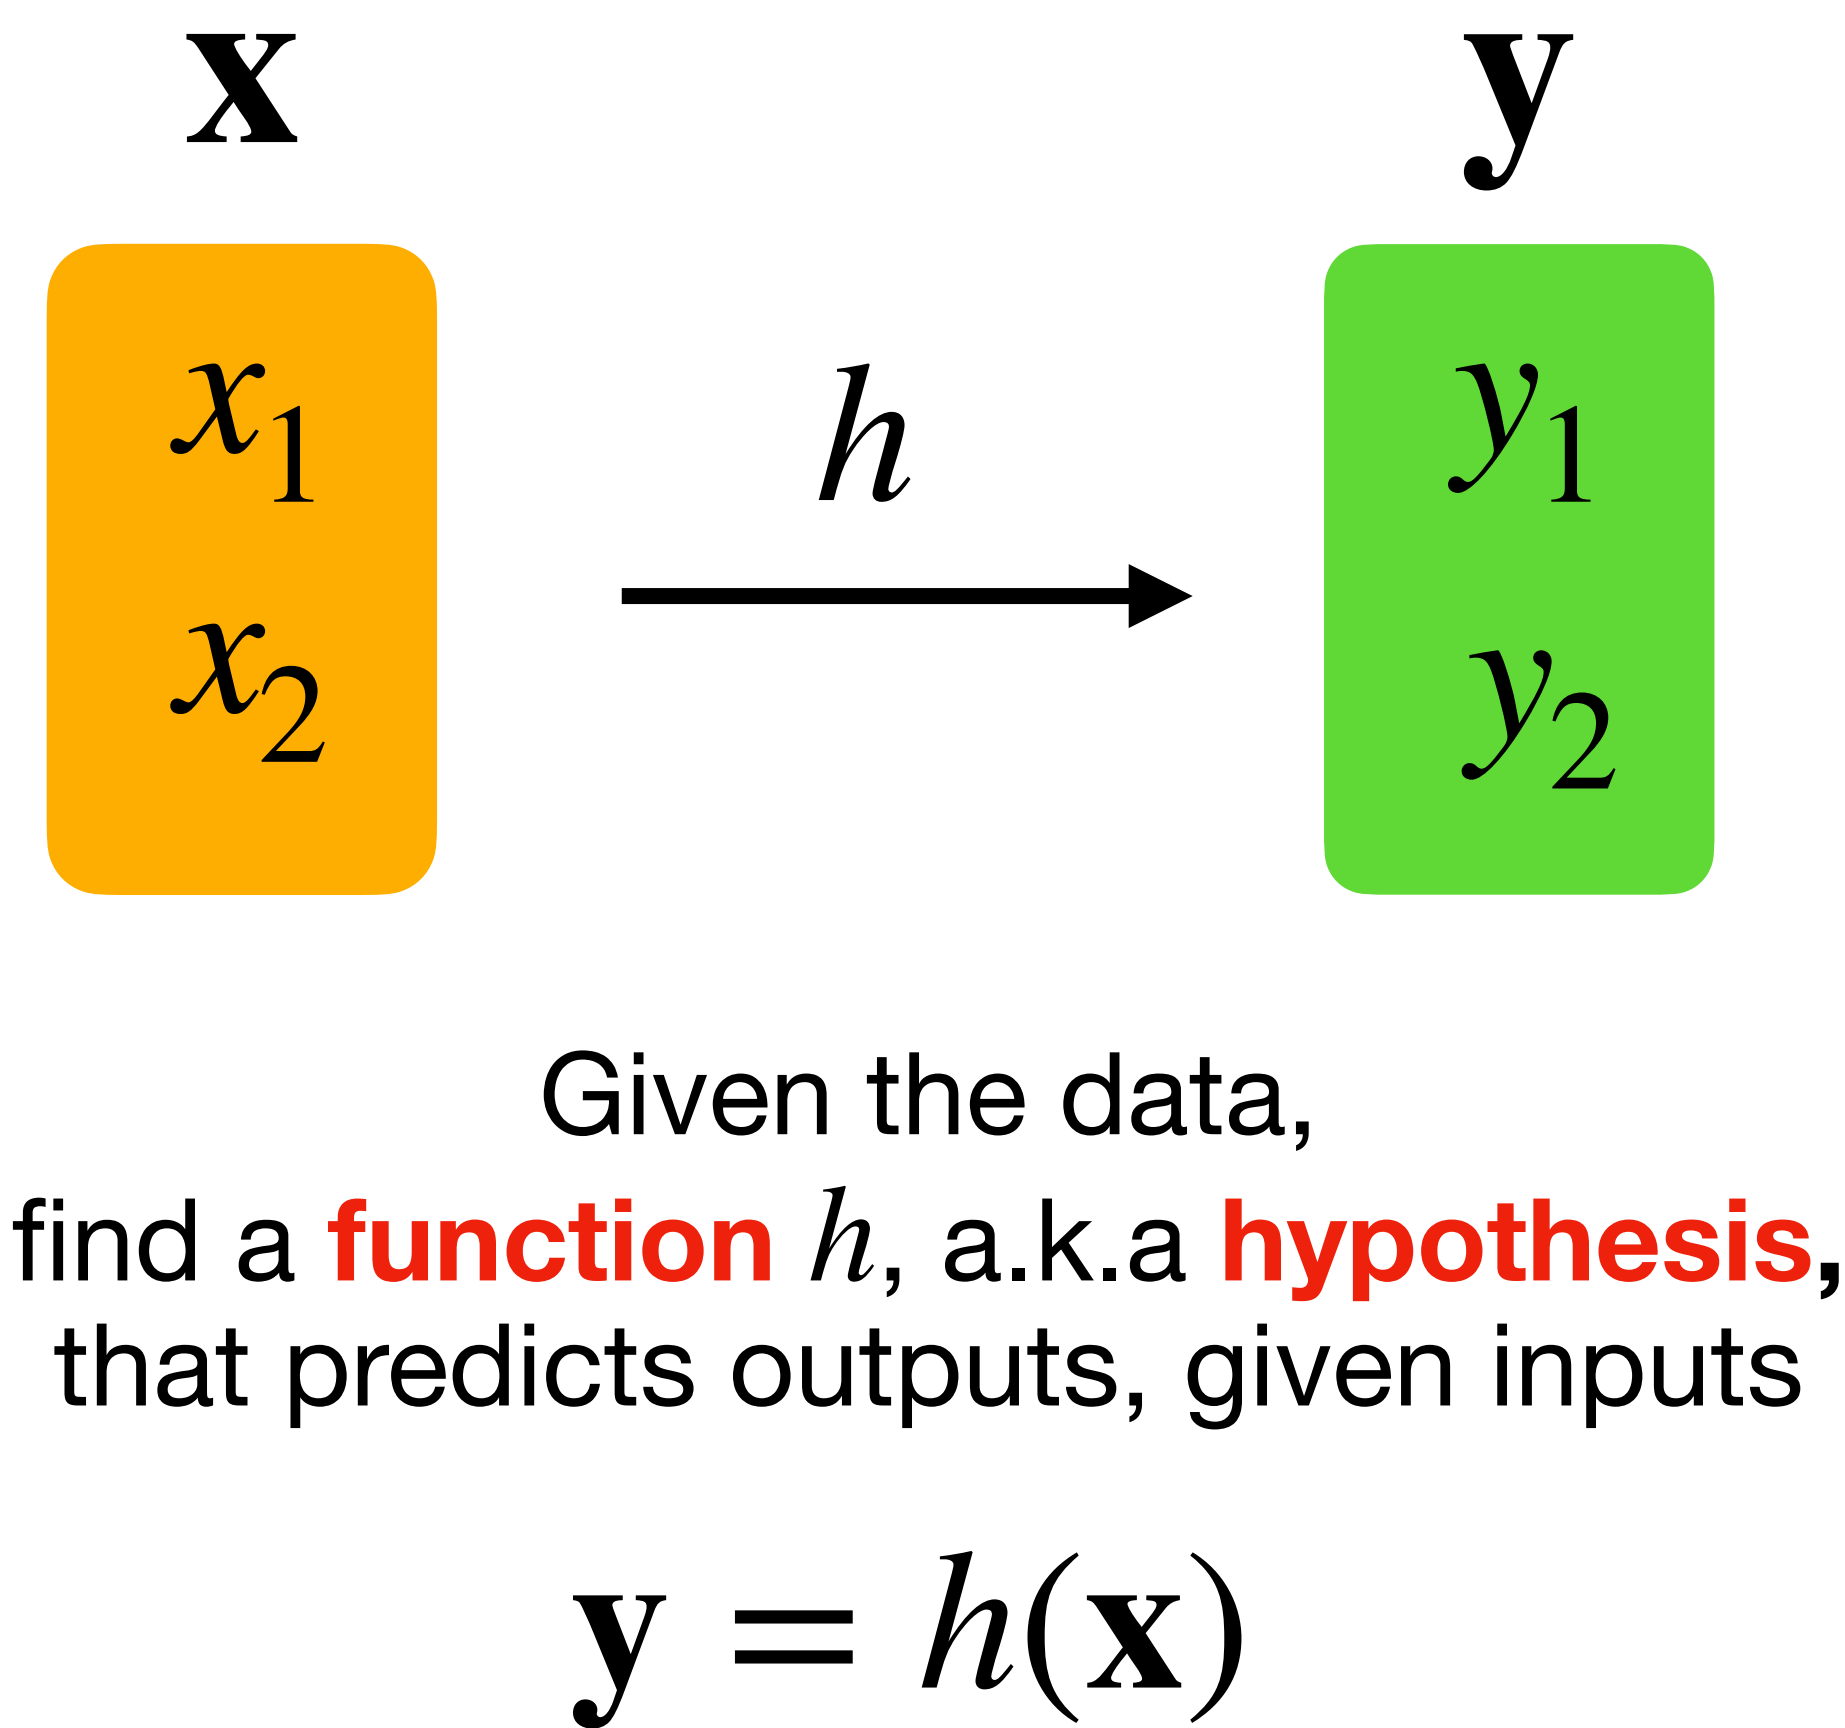 x y
x₁ h y₁
x₂ y₂
Given the data,
find a function h, a.k.a hypothesis,
that predicts outputs, given inputs
y = h(x)